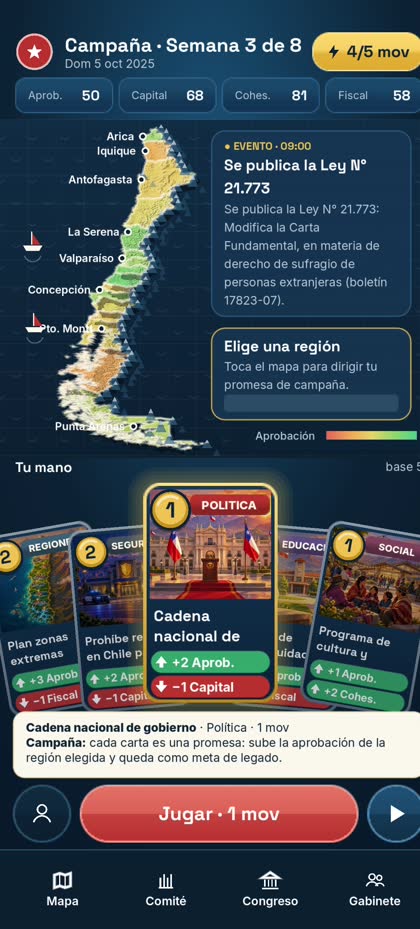 Campaña · Semana 3 de 8
4/5 mov
Dom 5 oct 2025
Aprob. 50
Capital 68
Cohes. 81
Fiscal 58
Arica
Iquique
Antofagasta
La Serena
Valparaíso
Concepción
Pto. Montt
Punta Arenas
• EVENTO · 09:00
Se publica la Ley N°
21.773
Se publica la Ley N° 21.773:
Modifica la Carta
Fundamental, en materia de
derecho de sufragio de
personas extranjeras (boletín
17823-07).
Elige una región
Toca el mapa para dirigir tu
promesa de campaña.
Aprobación
Tu mano
base 5
2
REGIONE
Plan zonas
extremas
+3 Aprob.
−1 Fiscal
2
SEGUR
Prohibe re
en Chile p
+2 Apr
−1 Capi
1
POLITICA
Cadena
nacional de
+2 Aprob.
−1 Capital
EDUCACI
de
dia
b.
cal
1
SOCIAL
Programa de
cultura y
+1 Aprob.
+2 Cohes.
Cadena nacional de gobierno · Política · 1 mov
Campaña: cada carta es una promesa: sube la aprobación de la
región elegida y queda como meta de legado.
Jugar · 1 mov
Mapa
Comité
Congreso
Gabinete